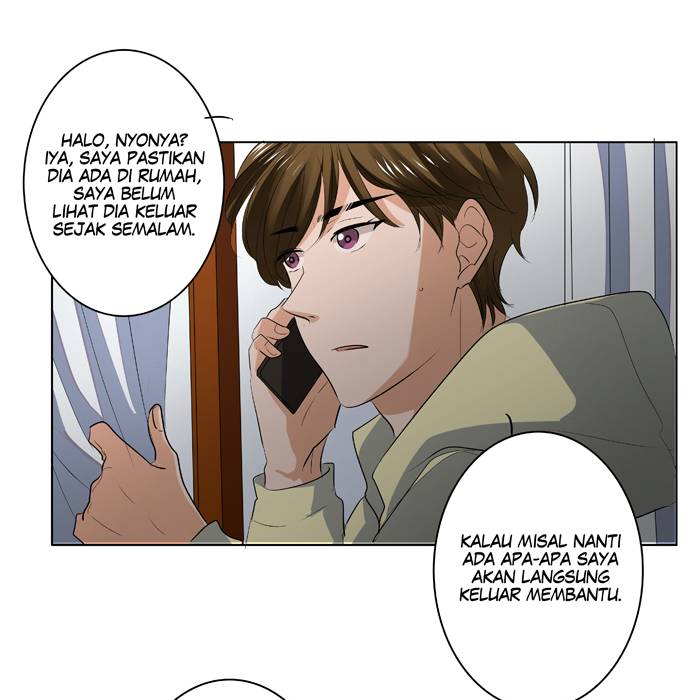 HALO, NYONYA?
IYA, SAYA PASTIKAN
DIA ADA DI RUMAH,
SAYA BELUM
LIHAT DIA KELUAR
SEJAK SEMALAM.
KALAU MISAL NANTI
ADA APA-APA SAYA
AKAN LANGSUNG
KELUAR MEMBANTU.